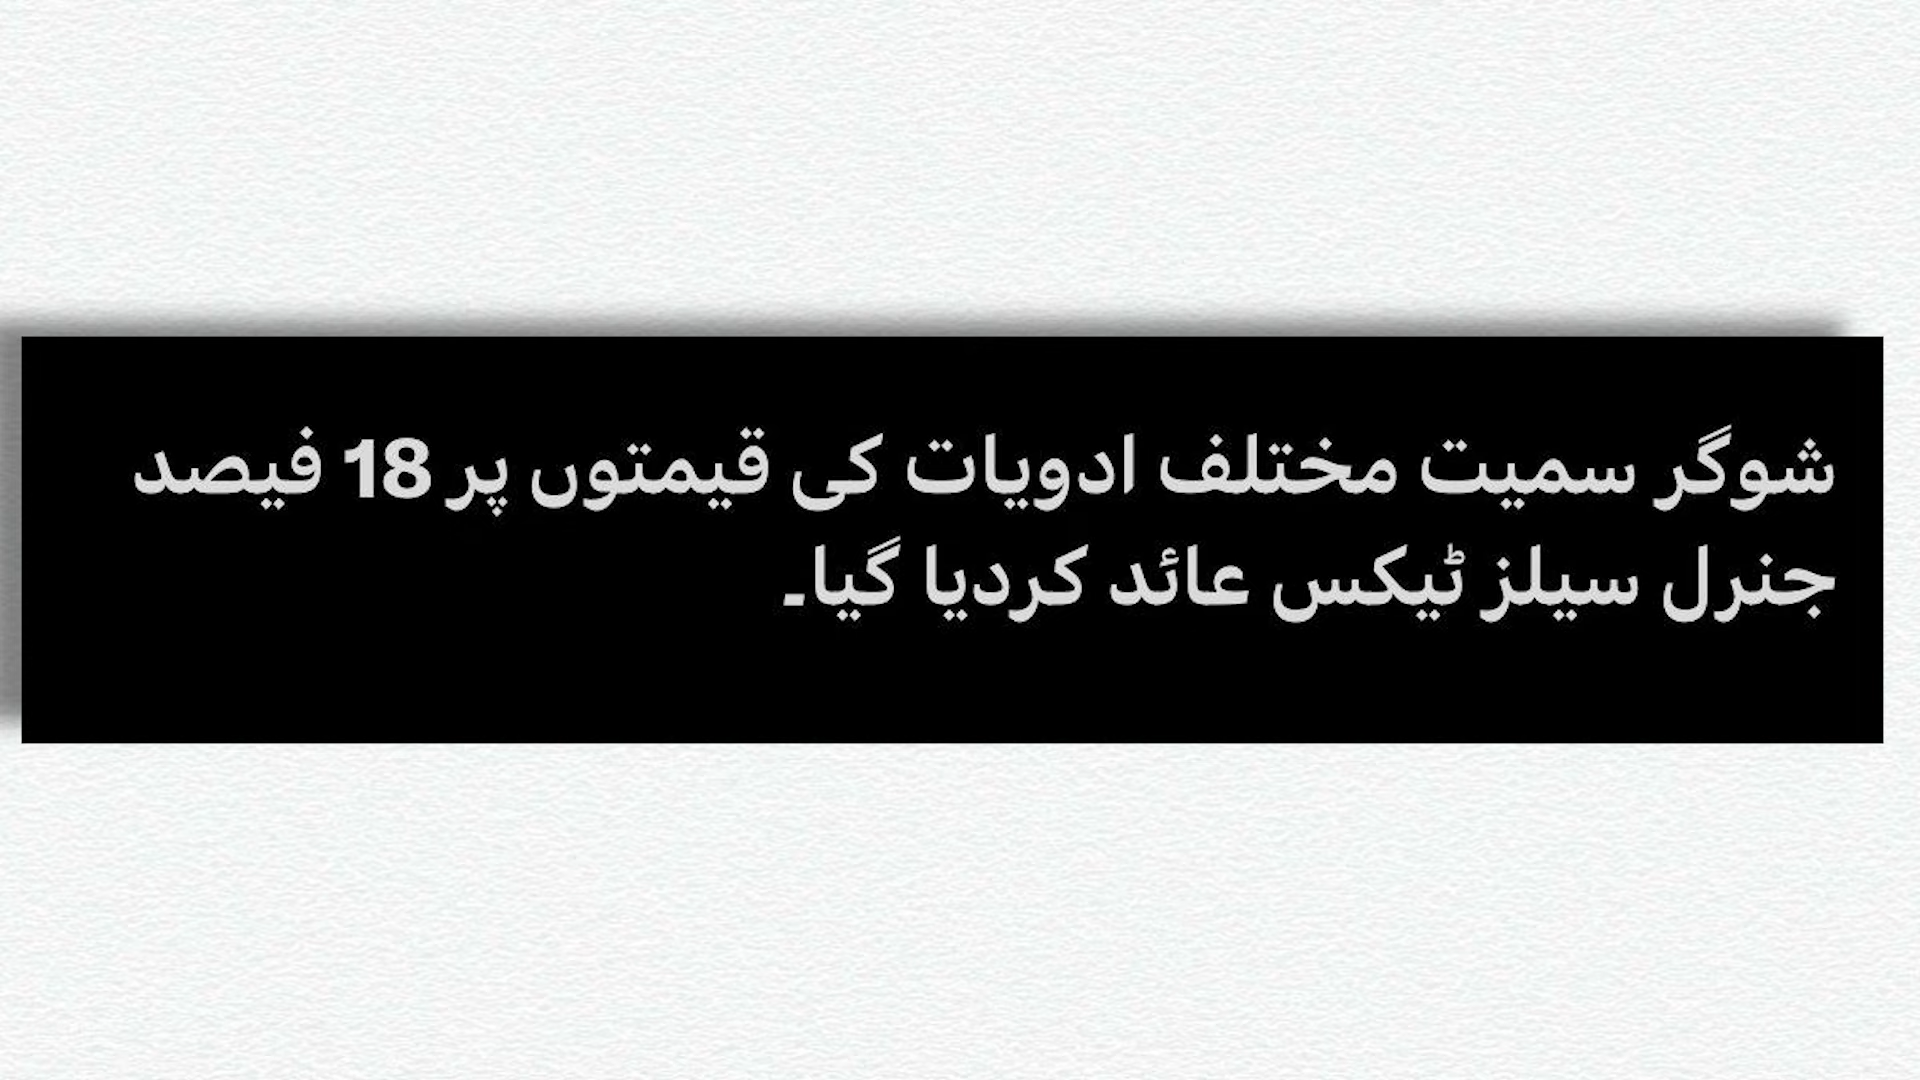 شوگر سمیت مختلف ادویات کی قیمتوں پر 18 فیصد
جنرل سیلز ٹیکس عائد کردیا گیا۔